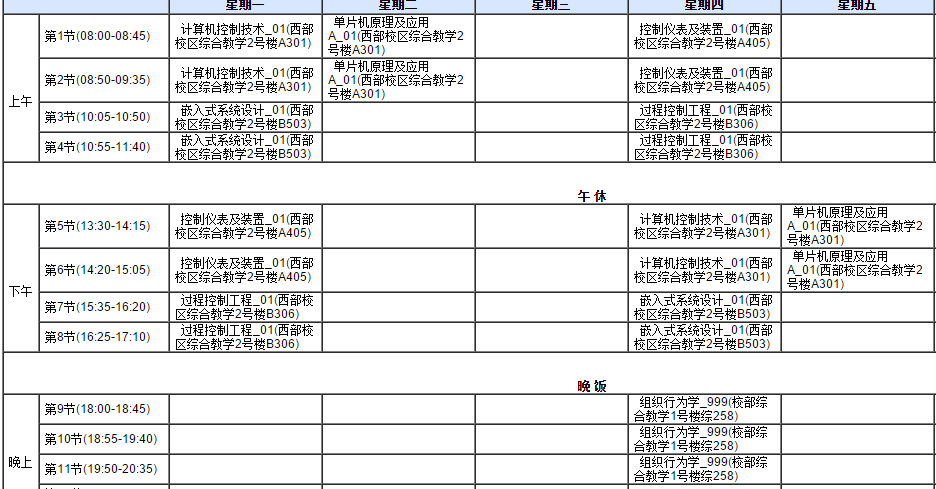 星期一 星期二 星期三 星期四 星期五
上午
第1节(08:00-08:45)
计算机控制技术_01(西部
校区综合教学2号楼A301)
单片机原理及应用
A_01(西部校区综合教学2
号楼A301)
控制仪表及装置_01(西部
校区综合教学2号楼A405)
第2节(08:50-09:35)
计算机控制技术_01(西部
校区综合教学2号楼A301)
单片机原理及应用
A_01(西部校区综合教学2
号楼A301)
控制仪表及装置_01(西部
校区综合教学2号楼A405)
第3节(10:05-10:50)
嵌入式系统设计_01(西部
校区综合教学2号楼B503)
过程控制工程_01(西部校
区综合教学2号楼B306)
第4节(10:55-11:40)
嵌入式系统设计_01(西部
校区综合教学2号楼B503)
过程控制工程_01(西部校
区综合教学2号楼B306)
午休
下午
第5节(13:30-14:15)
控制仪表及装置_01(西部
校区综合教学2号楼A405)
计算机控制技术_01(西部
校区综合教学2号楼A301)
单片机原理及应用
A_01(西部校区综合教学2
号楼A301)
第6节(14:20-15:05)
控制仪表及装置_01(西部
校区综合教学2号楼A405)
计算机控制技术_01(西部
校区综合教学2号楼A301)
单片机原理及应用
A_01(西部校区综合教学2
号楼A301)
第7节(15:35-16:20)
过程控制工程_01(西部校
区综合教学2号楼B306)
嵌入式系统设计_01(西部
校区综合教学2号楼B503)
第8节(16:25-17:10)
过程控制工程_01(西部校
区综合教学2号楼B306)
嵌入式系统设计_01(西部
校区综合教学2号楼B503)
晚饭
晚上
第9节(18:00-18:45)
组织行为学_999(校部综
合教学1号楼综258)
第10节(18:55-19:40)
组织行为学_999(校部综
合教学1号楼综258)
第11节(19:50-20:35)
组织行为学_999(校部综
合教学1号楼综258)